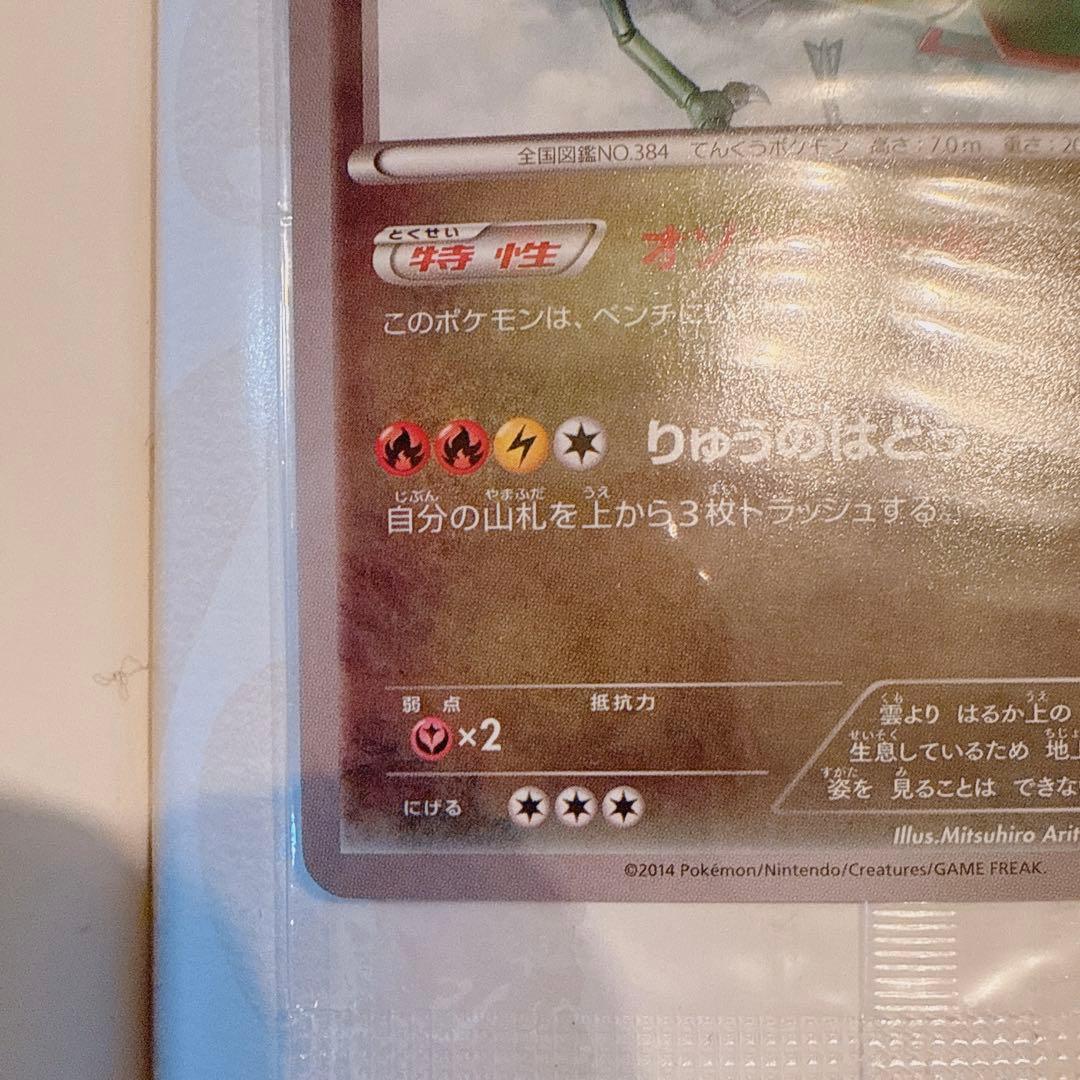 全国図鑑NO.384 てんくうポケモン 高さ:7.0m 重さ:20
とくせい
特性 オゾ
このポケモンは、ベンチにい
りゅうのはどう
じぶん やまふだ うえ まい
自分の山札を上から3枚トラッシュする
弱点 抵抗力
×2
くも うえ
雲より はるか上の
せいそく ちじょ
生息しているため 地上
すがた み
姿を 見ることは できな
にげる
Illus.Mitsuhiro Arit
©2014 Pokémon/Nintendo/Creatures/GAME FREAK.